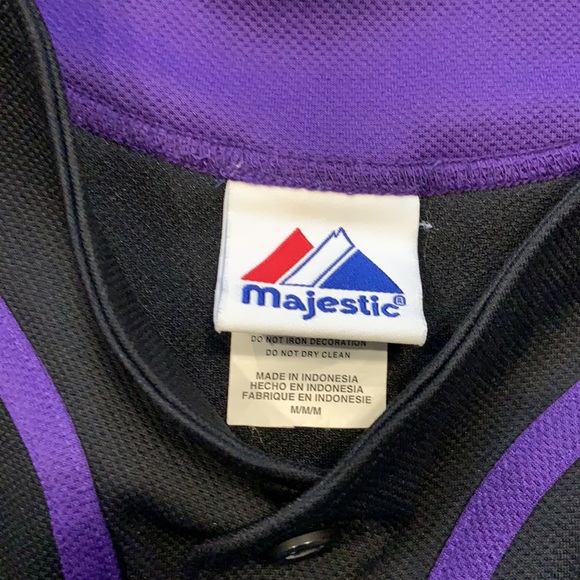 majestic®
DO NOT IRON DECORATION
DO NOT DRY CLEAN
MADE IN INDONESIA
HECHO EN INDONESIA
FABRIQUE EN INDONESIE
M/M/M